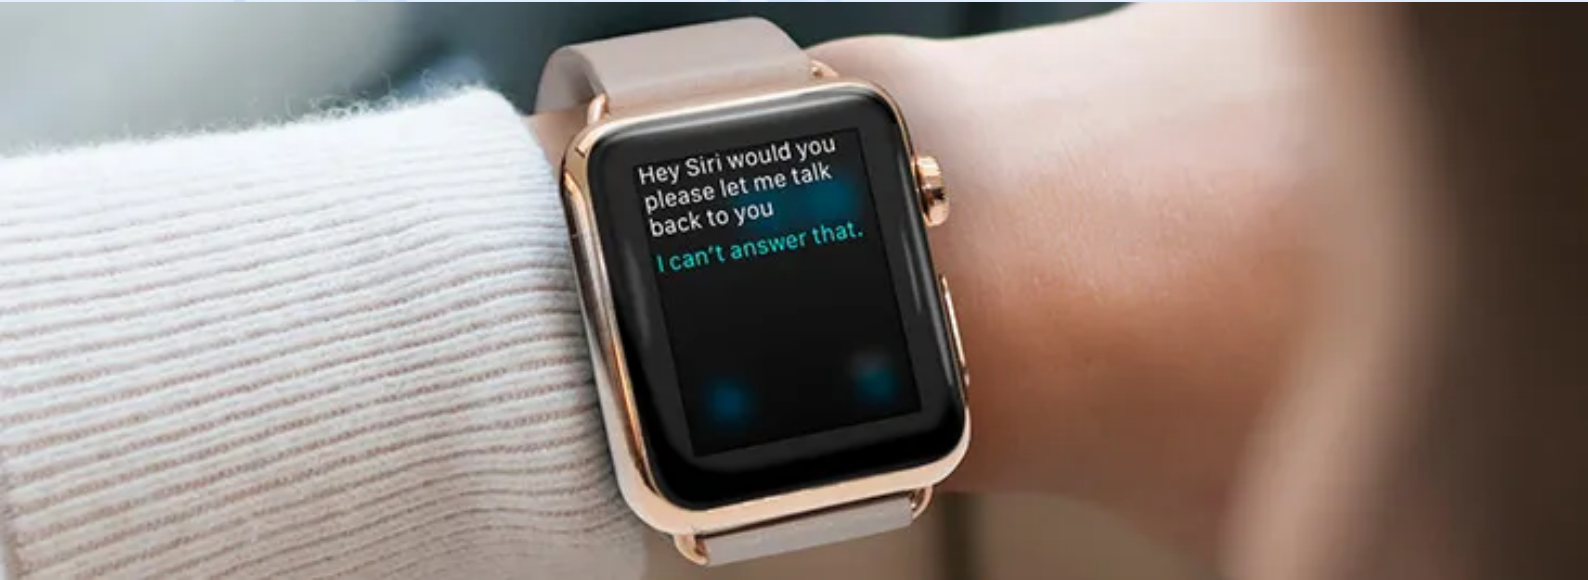 Hey Siri would you
please let me talk
back to you
I can't answer that.